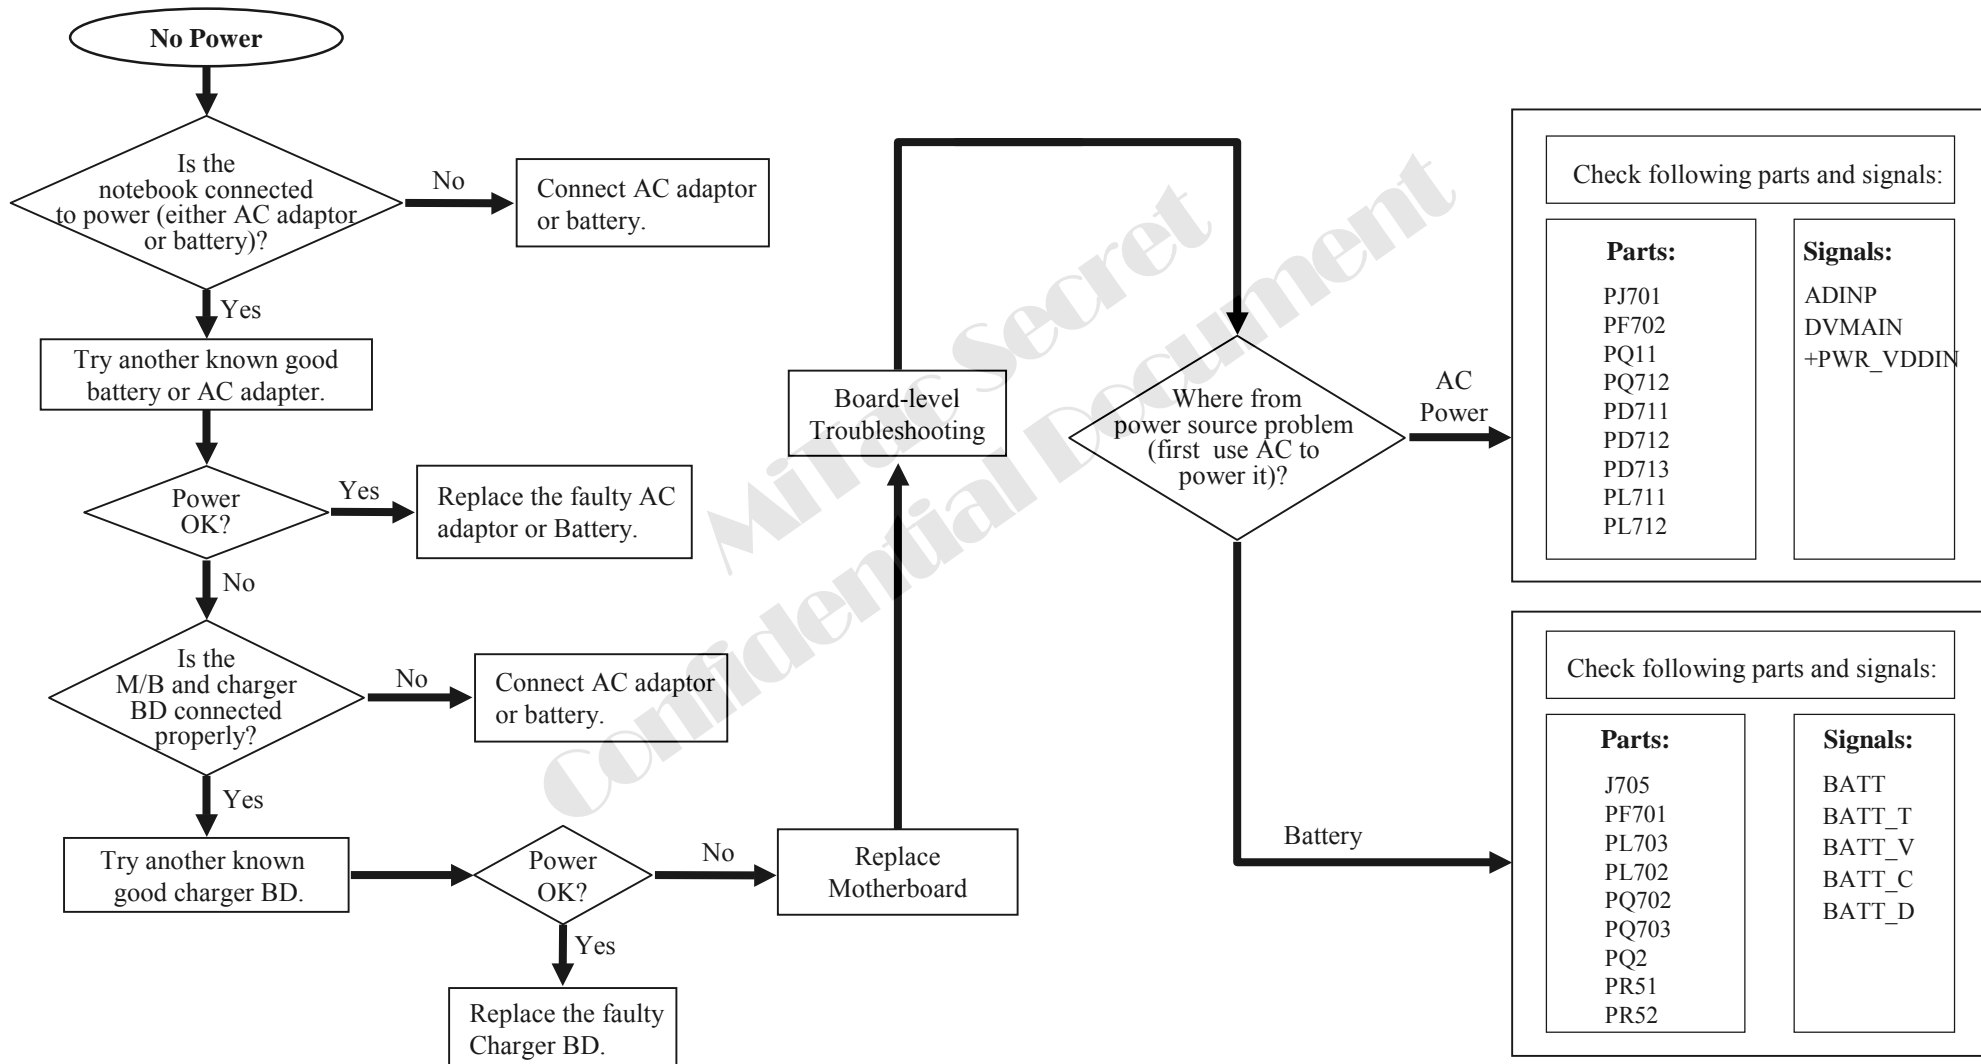 No Power
Is the
notebook connected
to power (either AC adaptor
or battery)?
No
Connect AC adaptor
or battery.
Yes
Try another known good
battery or AC adapter.
Power
OK?
Yes
Replace the faulty AC
adaptor or Battery.
No
Is the
M/B and charger
BD connected
properly?
No
Connect AC adaptor
or battery.
Yes
Try another known
good charger BD.
Power
OK?
No
Replace
Motherboard
Yes
Replace the faulty
Charger BD.
Board-level
Troubleshooting
Where from
power source problem
(first use AC to
power it)?
AC
Power
Battery
Check following parts and signals:
Parts:
PJ701
PF702
PQ11
PQ712
PD711
PD712
PD713
PL711
PL712
Signals:
ADINP
DVMAIN
+PWR_VDDIN
Check following parts and signals:
Parts:
J705
PF701
PL703
PL702
PQ702
PQ703
PQ2
PR51
PR52
Signals:
BATT
BATT_T
BATT_V
BATT_C
BATT_D
MiTac Secret
Confidential Document